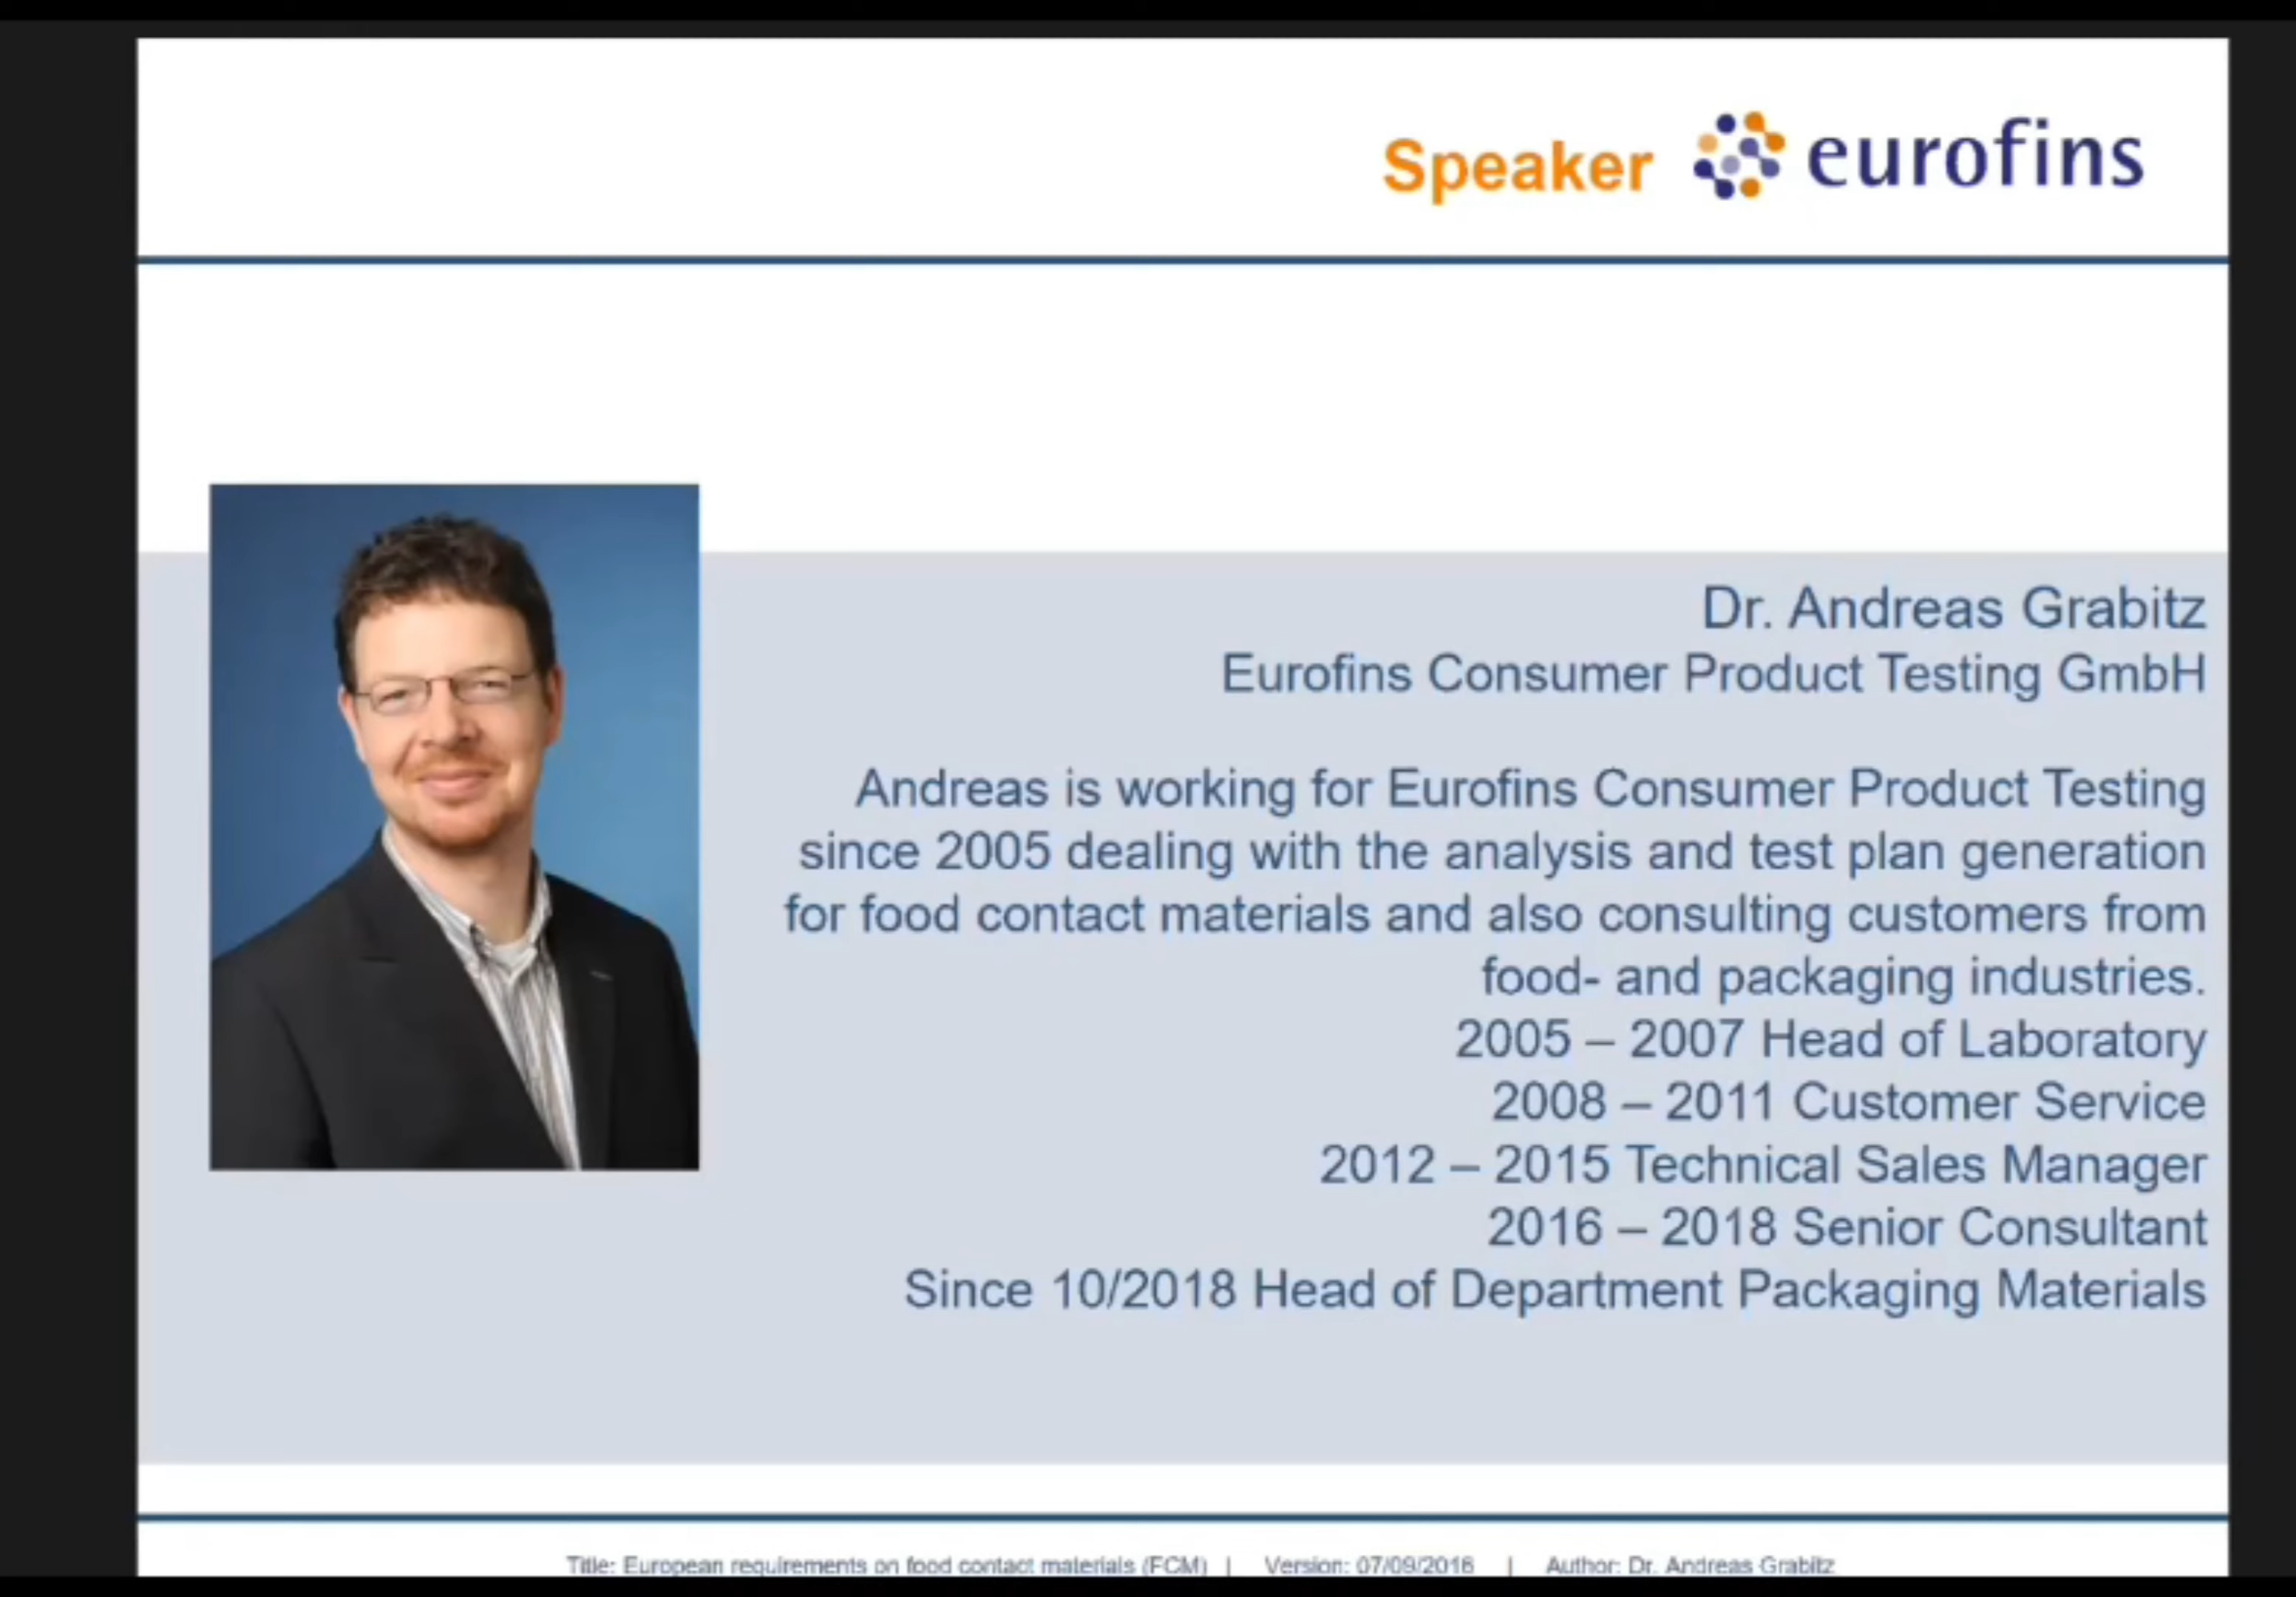 Speaker eurofins
Dr. Andreas Grabitz
Eurofins Consumer Product Testing GmbH
Andreas is working for Eurofins Consumer Product Testing
since 2005 dealing with the analysis and test plan generation
for food contact materials and also consulting customers from
food- and packaging industries.
2005 – 2007 Head of Laboratory
2008 – 2011 Customer Service
2012 – 2015 Technical Sales Manager
2016 – 2018 Senior Consultant
Since 10/2018 Head of Department Packaging Materials
Title: European requirements on food contact materials (FCM) | Version: 07/09/2016 | Author: Dr. Andreas Grabitz